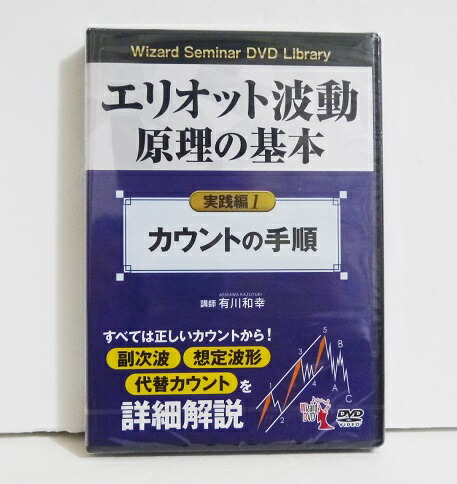 Wizard Seminar DVD Library
エリオット波動
原理の基本
実践編 I
カウントの手順
ARIKAWA KAZUYUKI
講師 有川和幸
すべては正しいカウントから!
副次波 想定波形
代替カウント を
詳細解説
1
2
3
4
5
A
B
C
Wizard
DVD
DVD
VIDEO